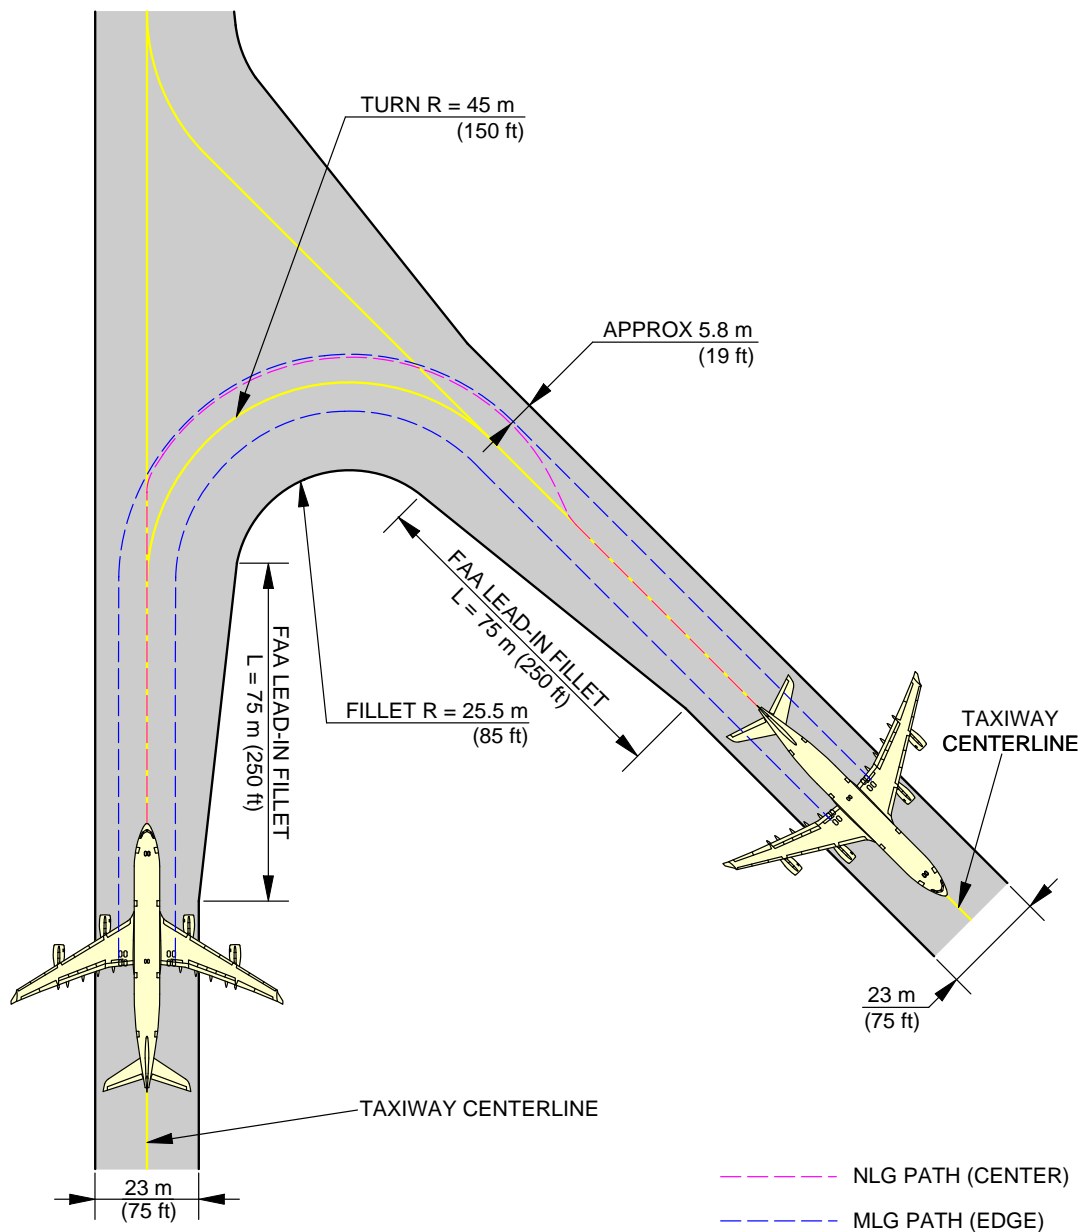 TURN R = 45 m
(150 ft)
APPROX 5.8 m
(19 ft)
FAA LEAD-IN FILLET
L = 75 m (250 ft)
FAA LEAD-IN FILLET
L = 75 m (250 ft)
FILLET R = 25.5 m
(85 ft)
TAXIWAY
CENTERLINE
23 m
(75 ft)
TAXIWAY CENTERLINE
23 m
(75 ft)
NLG PATH (CENTER)
MLG PATH (EDGE)